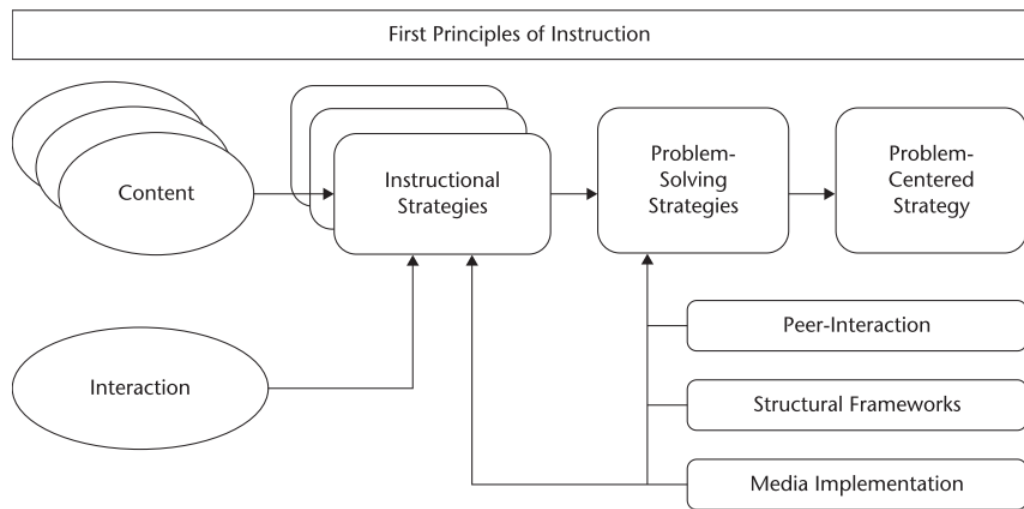 First Principles of Instruction
Content
Instructional
Strategies
Problem-
Solving
Strategies
Problem-
Centered
Strategy
Interaction
Peer-Interaction
Structural Frameworks
Media Implementation